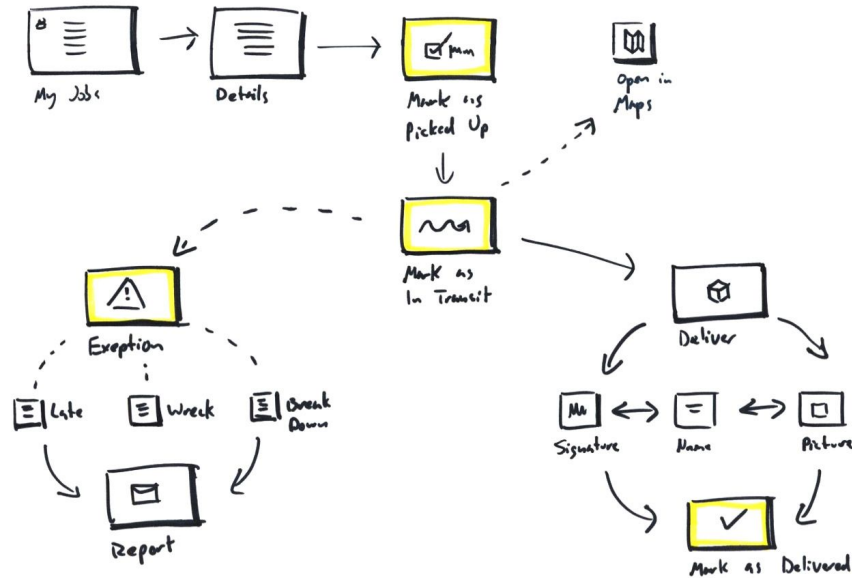 My Jobs
Details
Mark as
Picked Up
Open in
Maps
Mark as
In Transit
Exeption
Deliver
Late
Wreck
Break
Down
Signature
Name
Picture
Report
Mark as Delivered